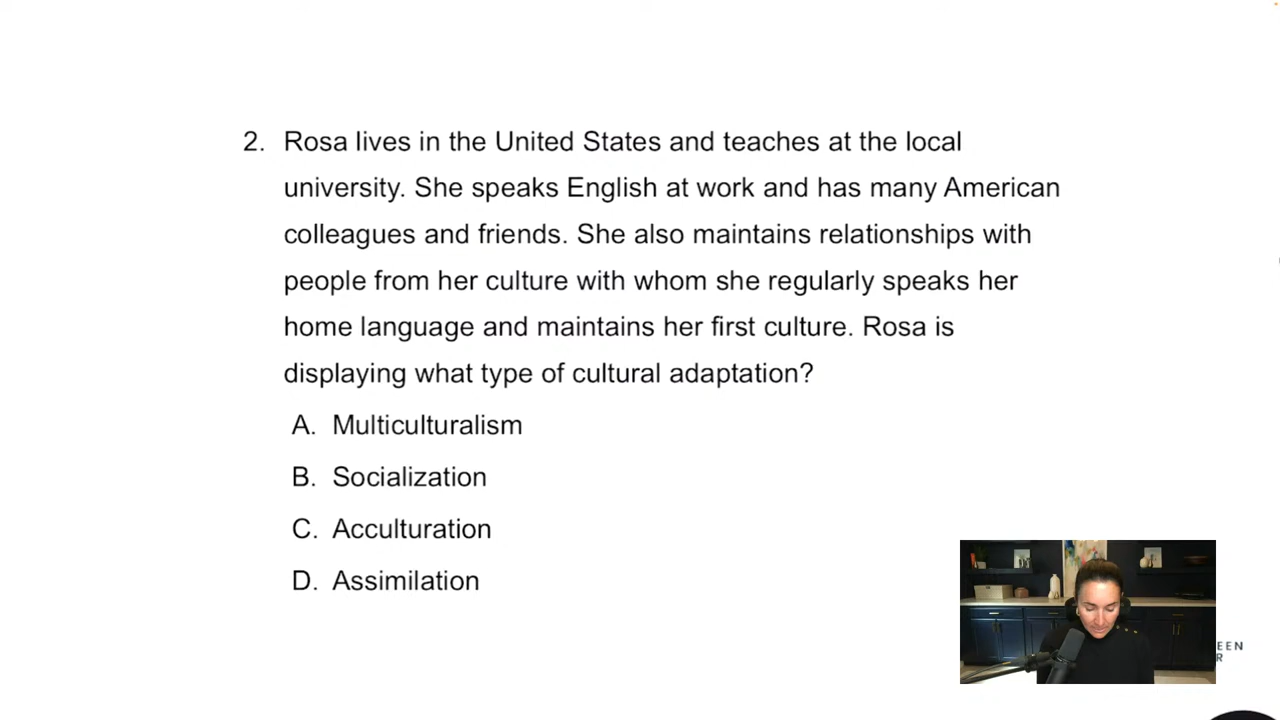 2. Rosa lives in the United States and teaches at the local
university. She speaks English at work and has many American
colleagues and friends. She also maintains relationships with
people from her culture with whom she regularly speaks her
home language and maintains her first culture. Rosa is
displaying what type of cultural adaptation?
A. Multiculturalism
B. Socialization
C. Acculturation
D. Assimilation